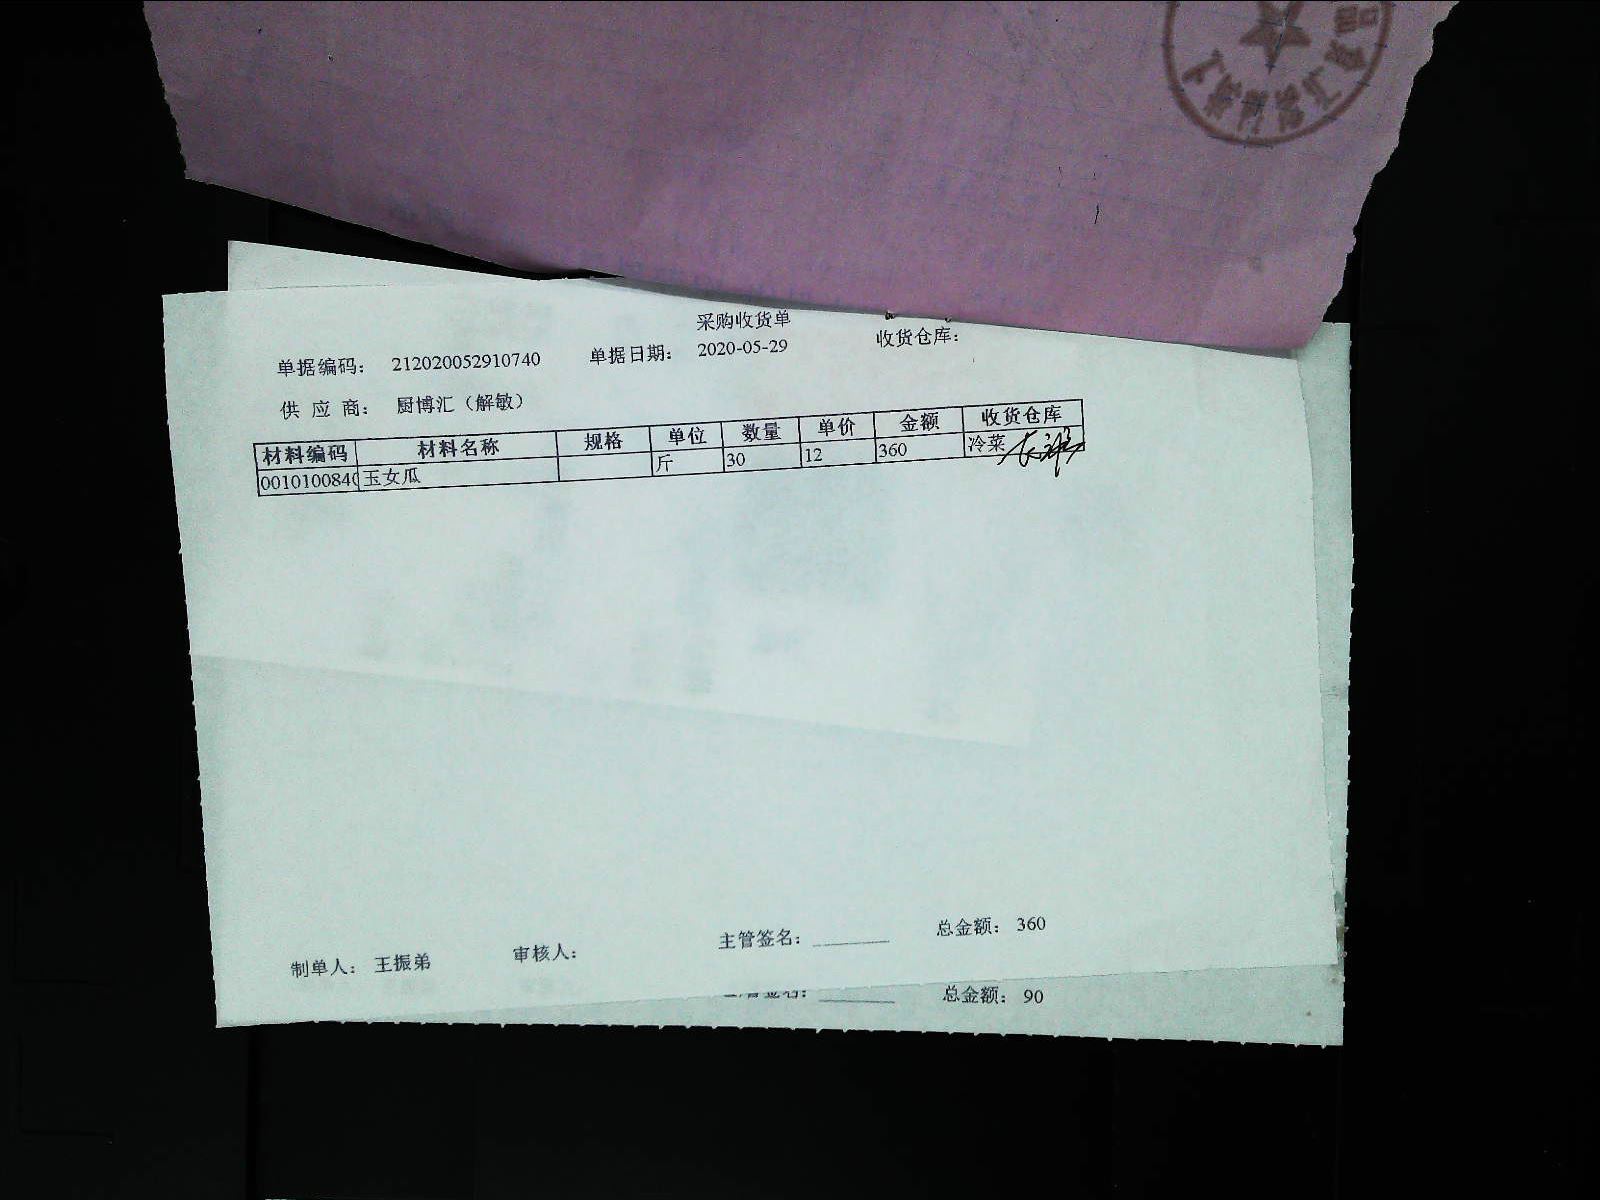 采购收货单
单据编码： 212020052910740 单据日期： 2020-05-29 收货仓库：
供 应 商： 厨博汇（解敏）
材料编码 材料名称 规格 单位 数量 单价 金额 收货仓库
0010100840 玉女瓜 斤 30 12 360 冷菜
制单人： 王振弟 审核人： 主管签名： 总金额： 360
总金额： 90